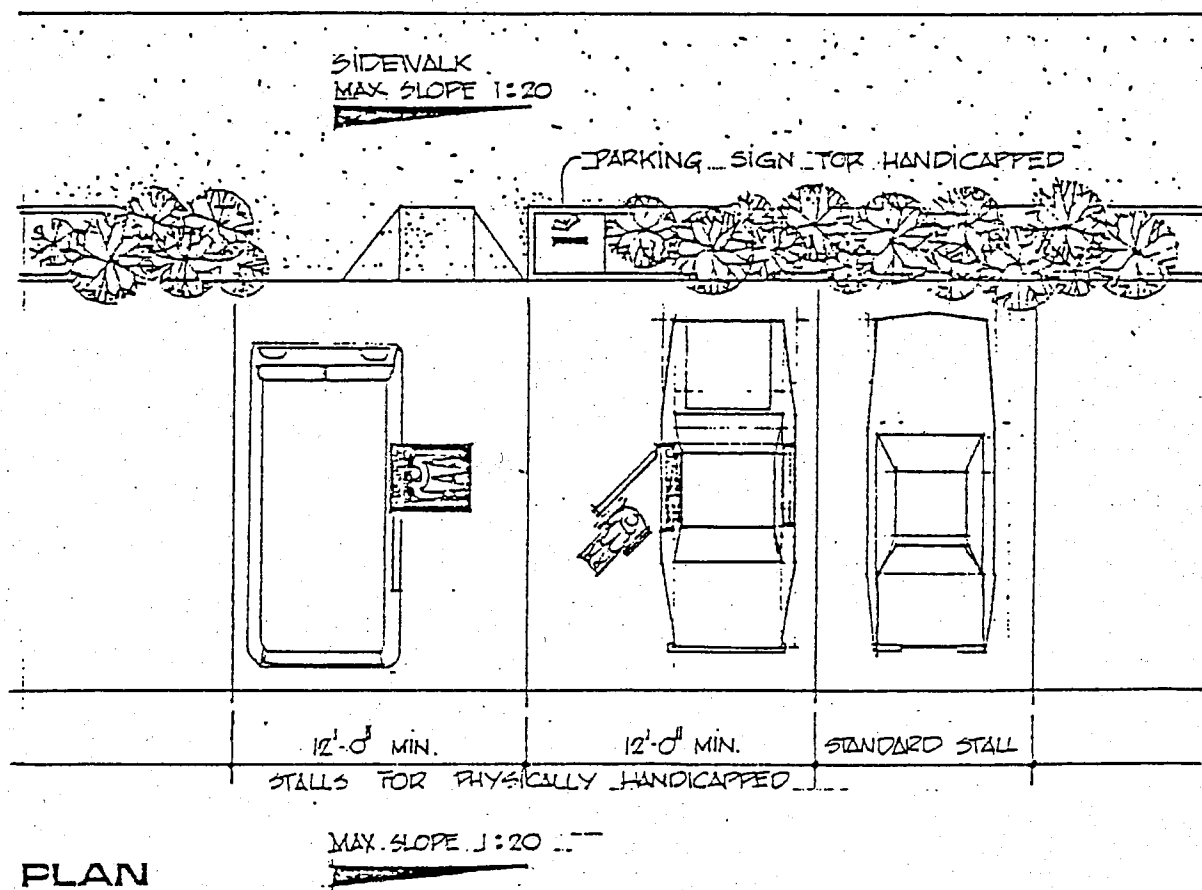 SIDEWALK
MAX. SLOPE 1:20
PARKING SIGN FOR HANDICAPPED
12'-0" MIN.
12'-0" MIN.
STANDARD STALL
STALLS FOR PHYSICALLY HANDICAPPED
MAX. SLOPE 1:20
PLAN